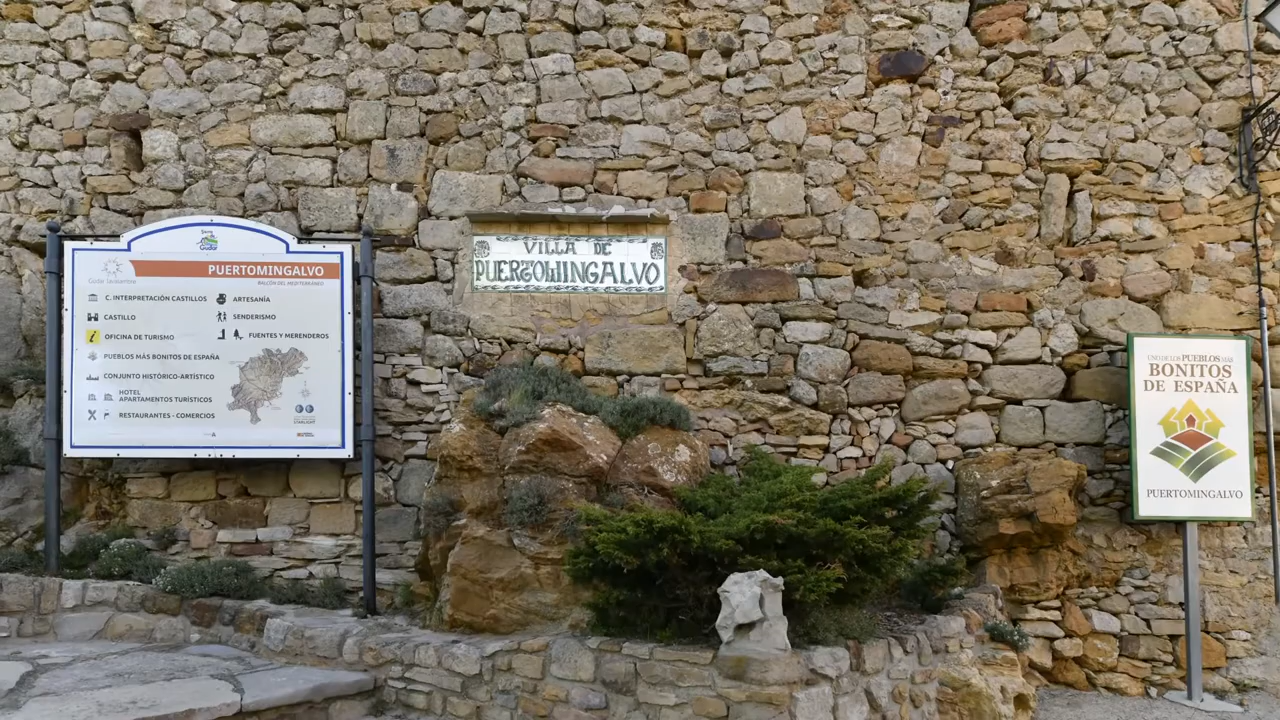 Gúdar
PUERTOMINGALVO
BALCÓN DEL MEDITERRÁNEO
C. INTERPRETACIÓN CASTILLOS
CASTILLO
OFICINA DE TURISMO
PUEBLOS MÁS BONITOS DE ESPAÑA
CONJUNTO HISTÓRICO-ARTÍSTICO
HOTEL
APARTAMENTOS TURÍSTICOS
RESTAURANTES - COMERCIOS
ARTESANÍA
SENDERISMO
FUENTES Y MERENDEROS
STARLIGHT
VILLA DE
PUERTOMINGALVO
UNO DE LOS PUEBLOS MÁS
BONITOS
DE ESPAÑA
PUERTOMINGALVO